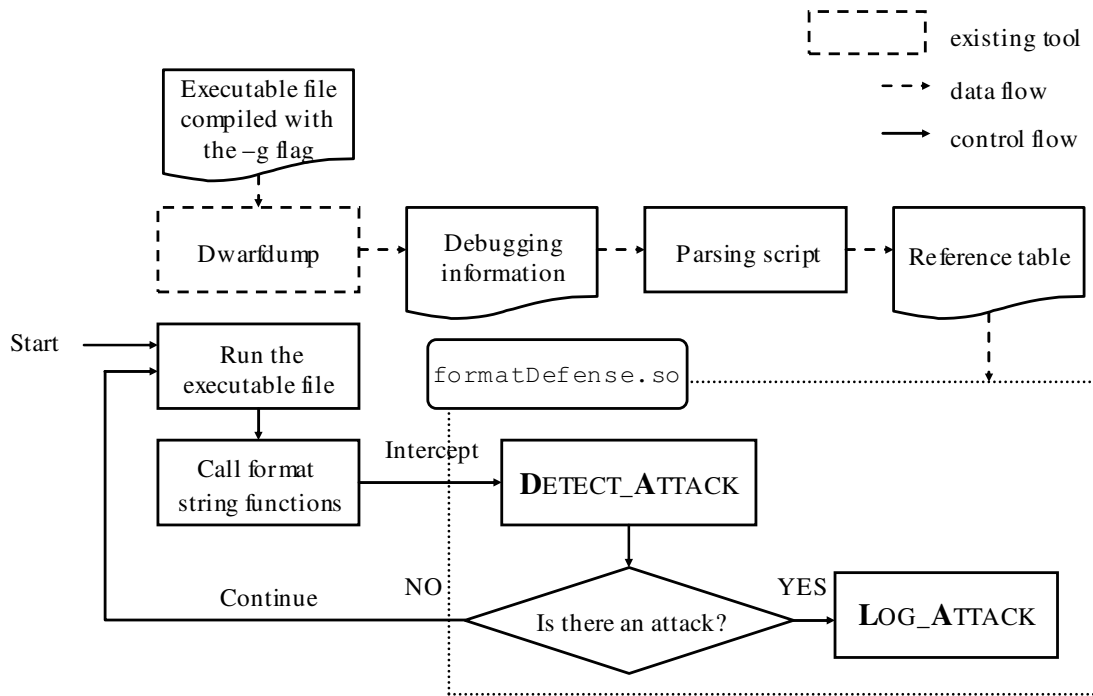 existing tool
data flow
control flow
Executable file
compiled with
the –g flag
Dwarfdump
Debugging
information
Parsing script
Reference table
Start
Run the
executable file
formatDefense.so
Call format
string functions
Intercept
DETECT_ATTACK
Continue
NO
Is there an attack?
YES
LOG_ATTACK